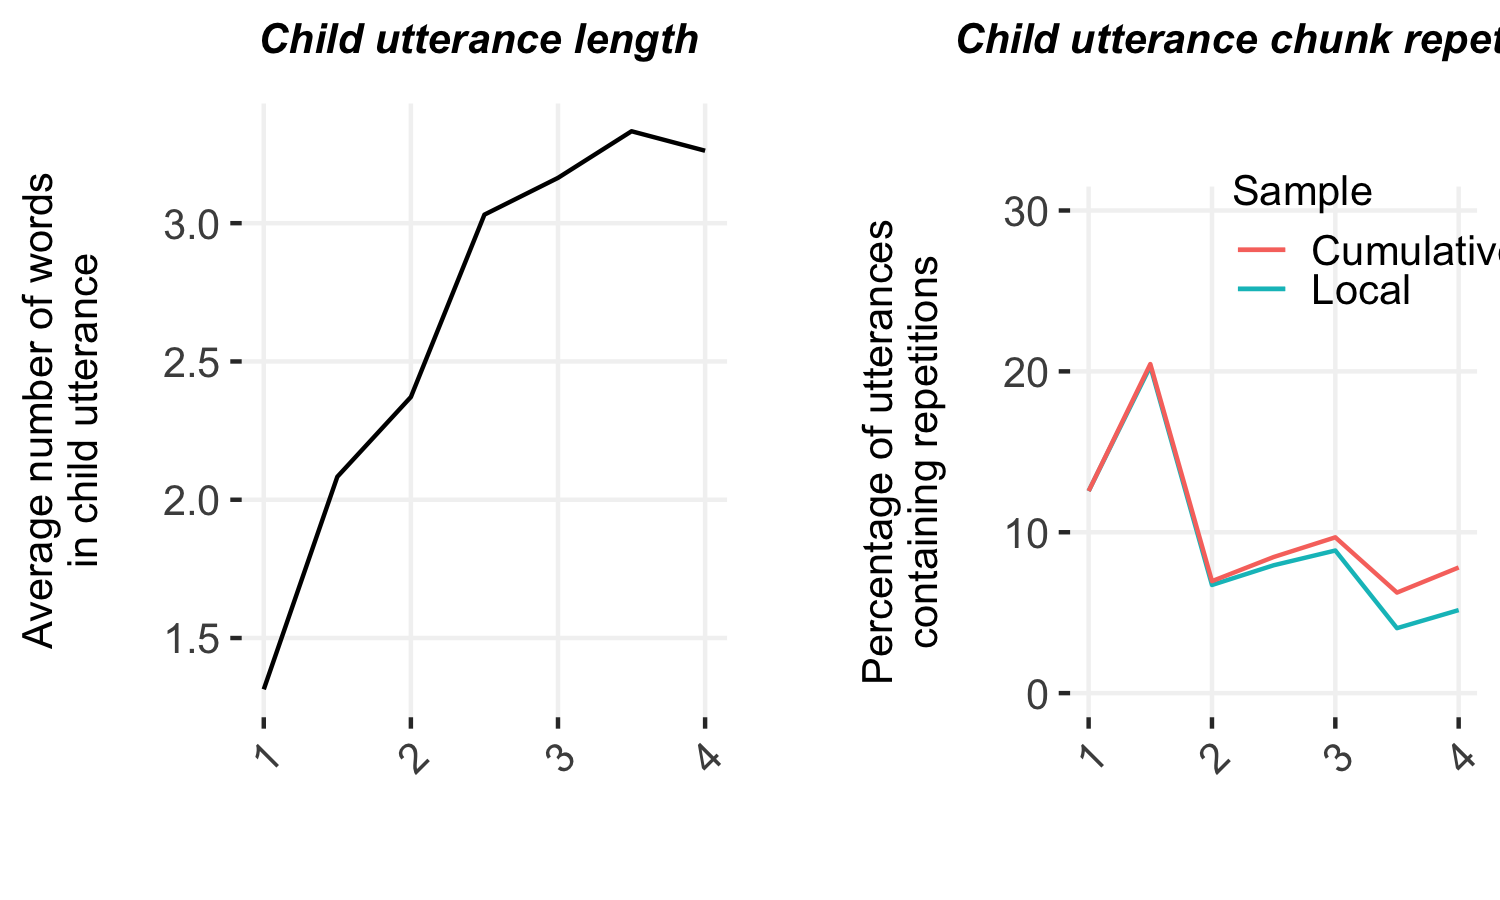 Child utterance length
Average number of words
in child utterance
3.0
2.5
2.0
1.5
1
2
3
4
Child utterance chunk repet
Percentage of utterances
containing repetitions
30
20
10
0
Sample
Cumulative
Local
1
2
3
4